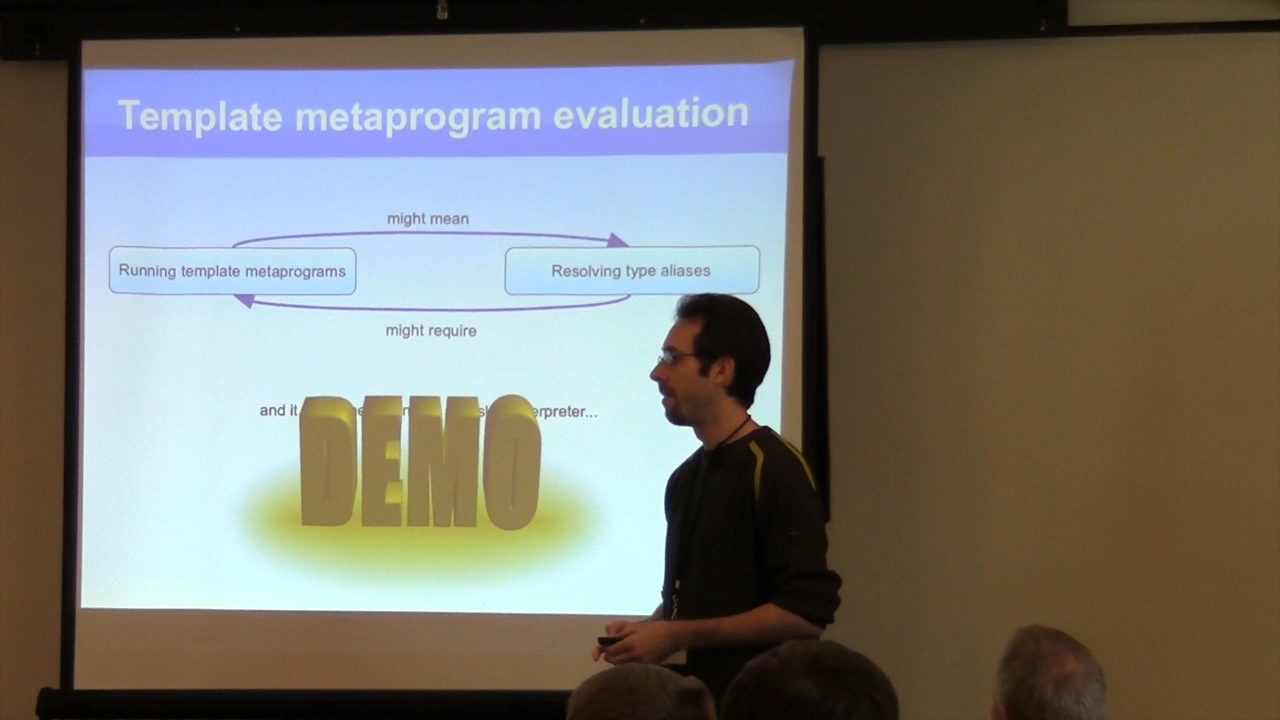 Template metaprogram evaluation
might mean
Running template metaprograms
Resolving type aliases
might require
and it erpreter...
DEMO